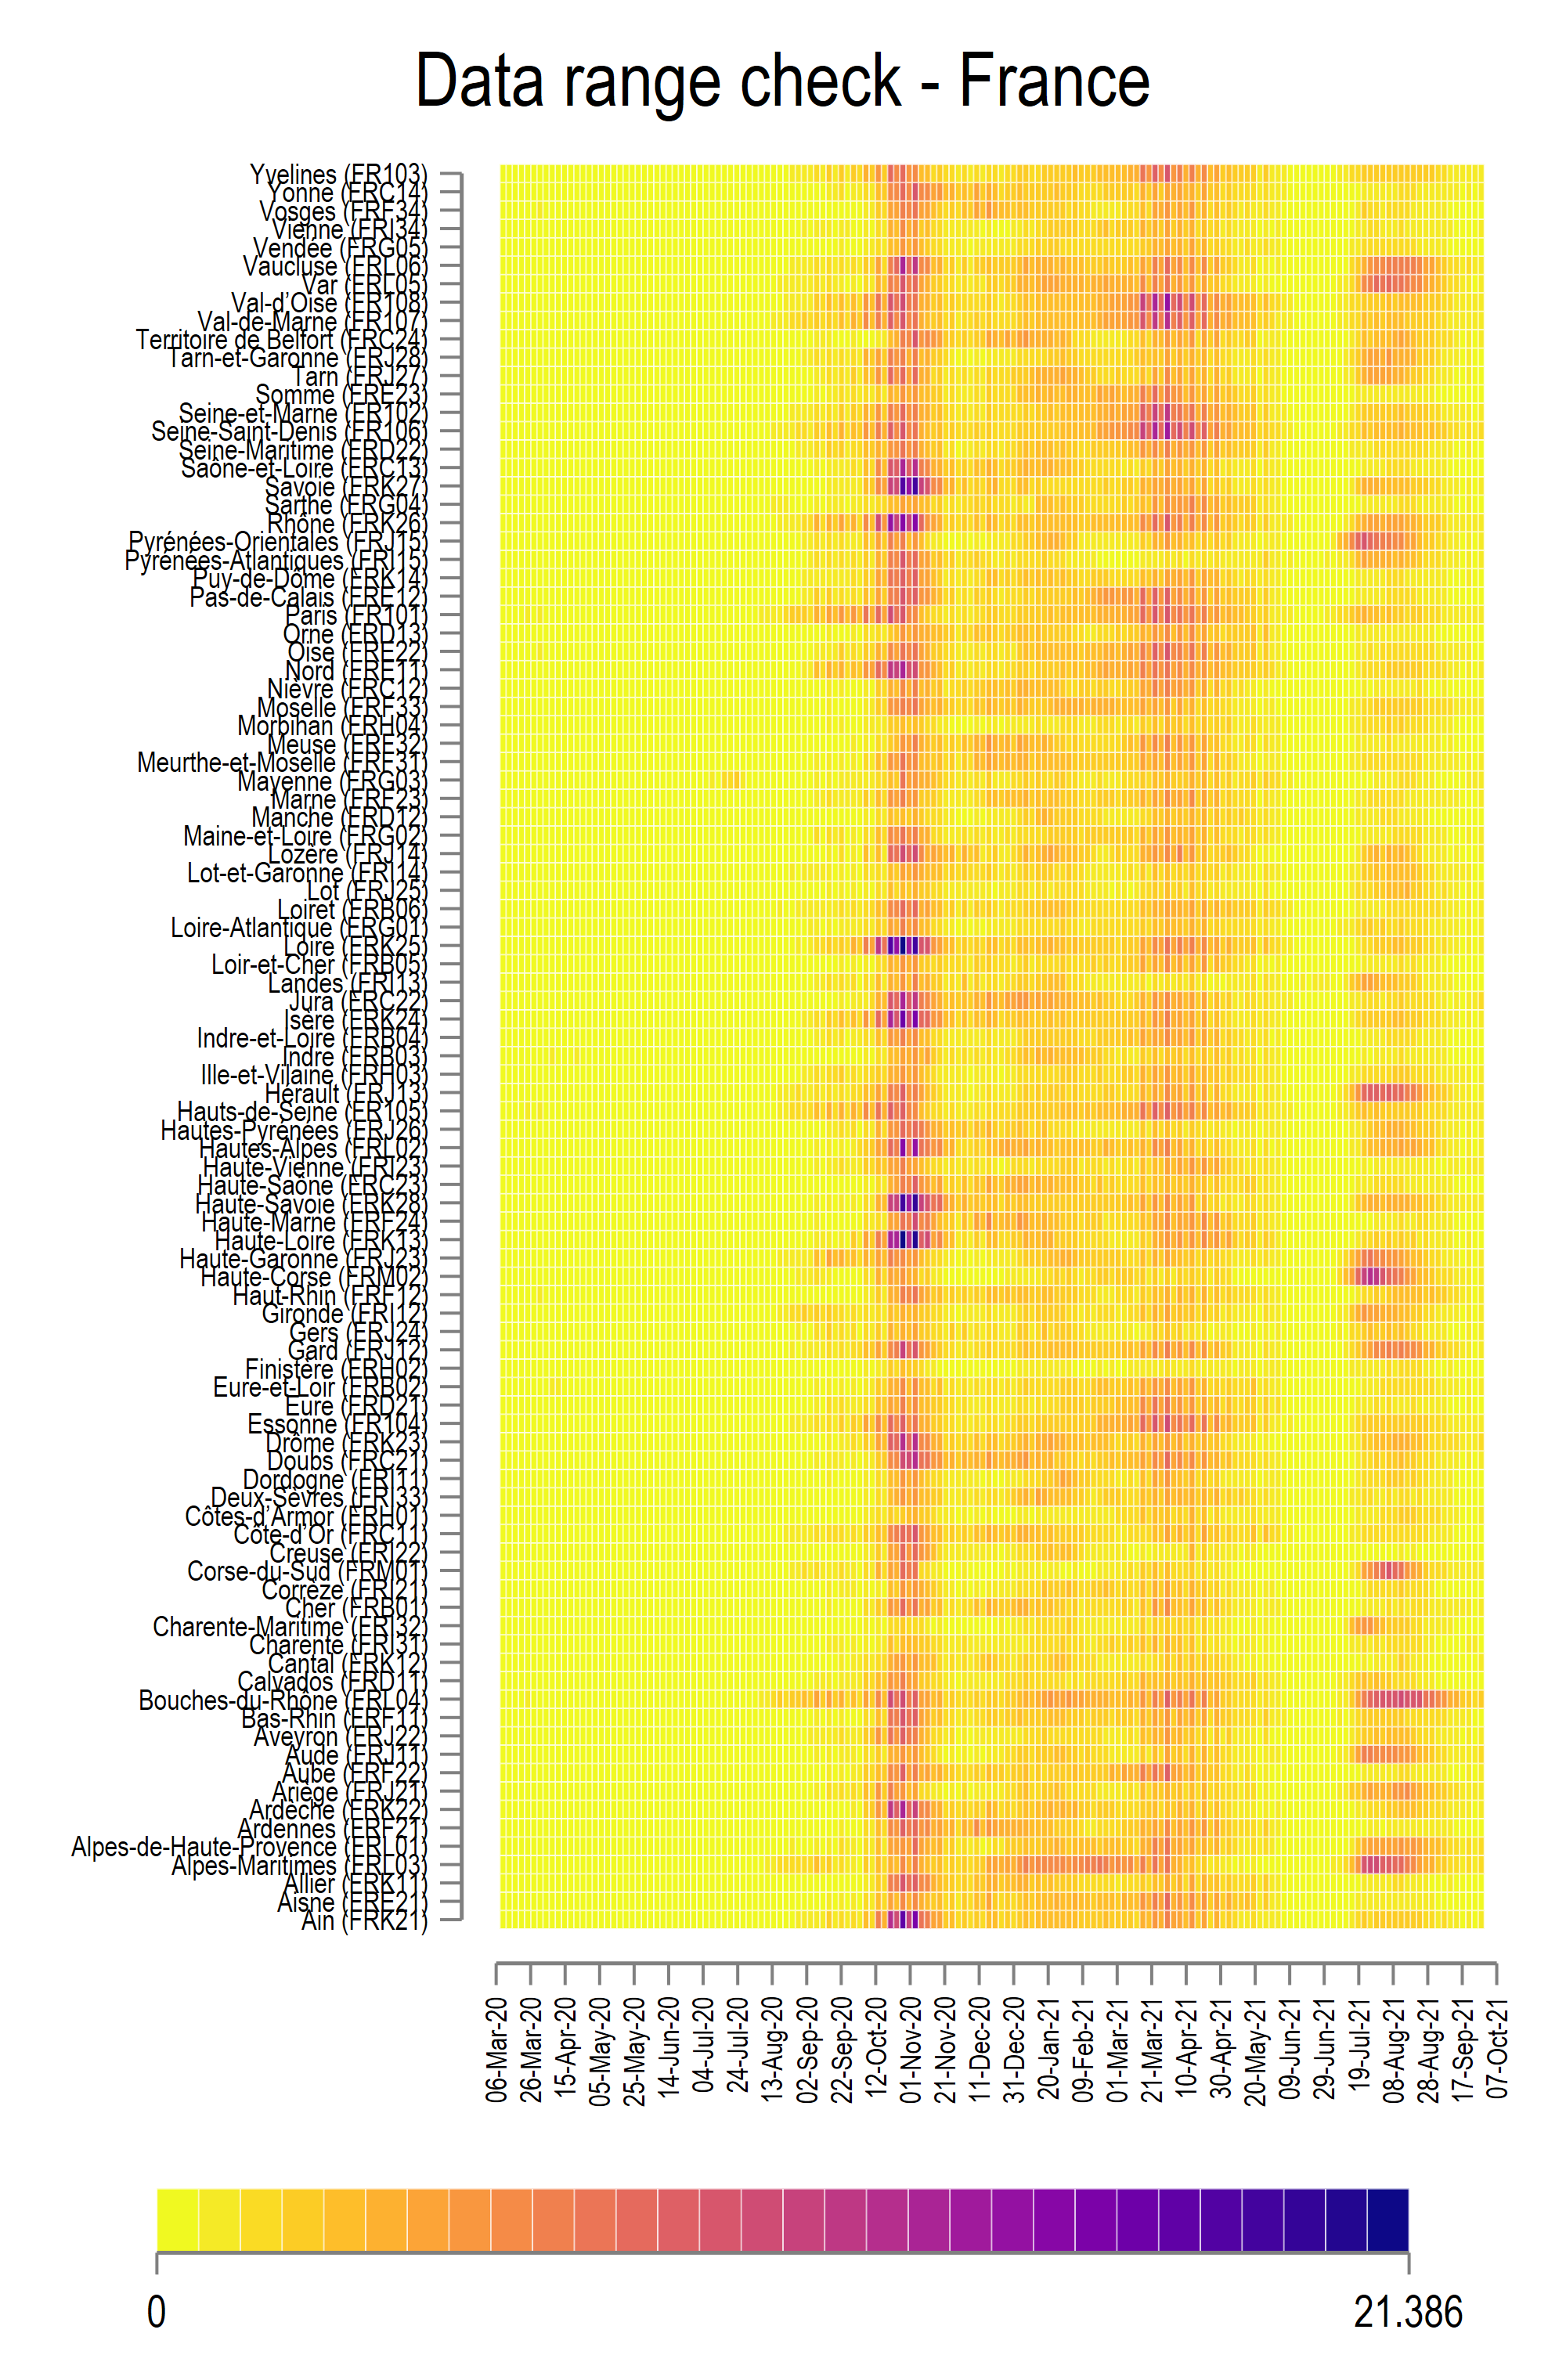 Data range check - France
Yvelines (FR103)
Yonne (FRC14)
Vosges (FRF34)
Vienne (FRI34)
Vendée (FRG05)
Vaucluse (FRL06)
Var (FRL05)
Val-d'Oise (FR108)
Val-de-Marne (FR107)
Territoire de Belfort (FRC24)
Tarn-et-Garonne (FRJ28)
Tarn (FRJ27)
Somme (FRE23)
Seine-et-Marne (FR102)
Seine-Saint-Denis (FR106)
Seine-Maritime (FRD22)
Saône-et-Loire (FRC13)
Savoie (FRK27)
Sarthe (FRG04)
Rhône (FRK26)
Pyrénées-Orientales (FRJ15)
Pyrénées-Atlantiques (FRI15)
Puy-de-Dôme (FRK14)
Pas-de-Calais (FRE12)
Paris (FR101)
Orne (FRD13)
Oise (FRE22)
Nord (FRE11)
Nièvre (FRC12)
Moselle (FRF33)
Morbihan (FRH04)
Meuse (FRF32)
Meurthe-et-Moselle (FRF31)
Mayenne (FRG03)
Marne (FRF23)
Manche (FRD12)
Maine-et-Loire (FRG02)
Lozère (FRJ14)
Lot-et-Garonne (FRI14)
Lot (FRJ25)
Loiret (FRB06)
Loire-Atlantique (FRG01)
Loire (FRK25)
Loir-et-Cher (FRB05)
Landes (FRI13)
Jura (FRC22)
Isère (FRK24)
Indre-et-Loire (FRB04)
Indre (FRB03)
Ille-et-Vilaine (FRH03)
Hérault (FRJ13)
Hauts-de-Seine (FR105)
Hautes-Pyrénées (FRJ26)
Hautes-Alpes (FRL02)
Haute-Vienne (FRI23)
Haute-Saône (FRC23)
Haute-Savoie (FRK28)
Haute-Marne (FRF24)
Haute-Loire (FRK13)
Haute-Garonne (FRJ23)
Haute-Corse (FRM02)
Haut-Rhin (FRF12)
Gironde (FRI12)
Gers (FRJ24)
Gard (FRJ12)
Finistère (FRH02)
Eure-et-Loir (FRB02)
Eure (FRD21)
Essonne (FR104)
Drôme (FRK23)
Doubs (FRC21)
Dordogne (FRI11)
Deux-Sèvres (FRI33)
Côtes-d'Armor (FRH01)
Côte-d'Or (FRC11)
Creuse (FRI22)
Corse-du-Sud (FRM01)
Corrèze (FRI21)
Cher (FRB01)
Charente-Maritime (FRI32)
Charente (FRI31)
Cantal (FRK12)
Calvados (FRD11)
Bouches-du-Rhône (FRL04)
Bas-Rhin (FRF11)
Aveyron (FRJ22)
Aude (FRJ11)
Aube (FRF22)
Ariège (FRJ21)
Ardèche (FRK22)
Ardennes (FRF21)
Alpes-de-Haute-Provence (FRL01)
Alpes-Maritimes (FRL03)
Allier (FRK11)
Aisne (FRE21)
Ain (FRK21)
06-Mar-20
26-Mar-20
15-Apr-20
05-May-20
25-May-20
14-Jun-20
04-Jul-20
24-Jul-20
13-Aug-20
02-Sep-20
22-Sep-20
12-Oct-20
01-Nov-20
21-Nov-20
11-Dec-20
31-Dec-20
20-Jan-21
09-Feb-21
01-Mar-21
21-Mar-21
10-Apr-21
30-Apr-21
20-May-21
09-Jun-21
29-Jun-21
19-Jul-21
08-Aug-21
28-Aug-21
17-Sep-21
07-Oct-21
0
21.386